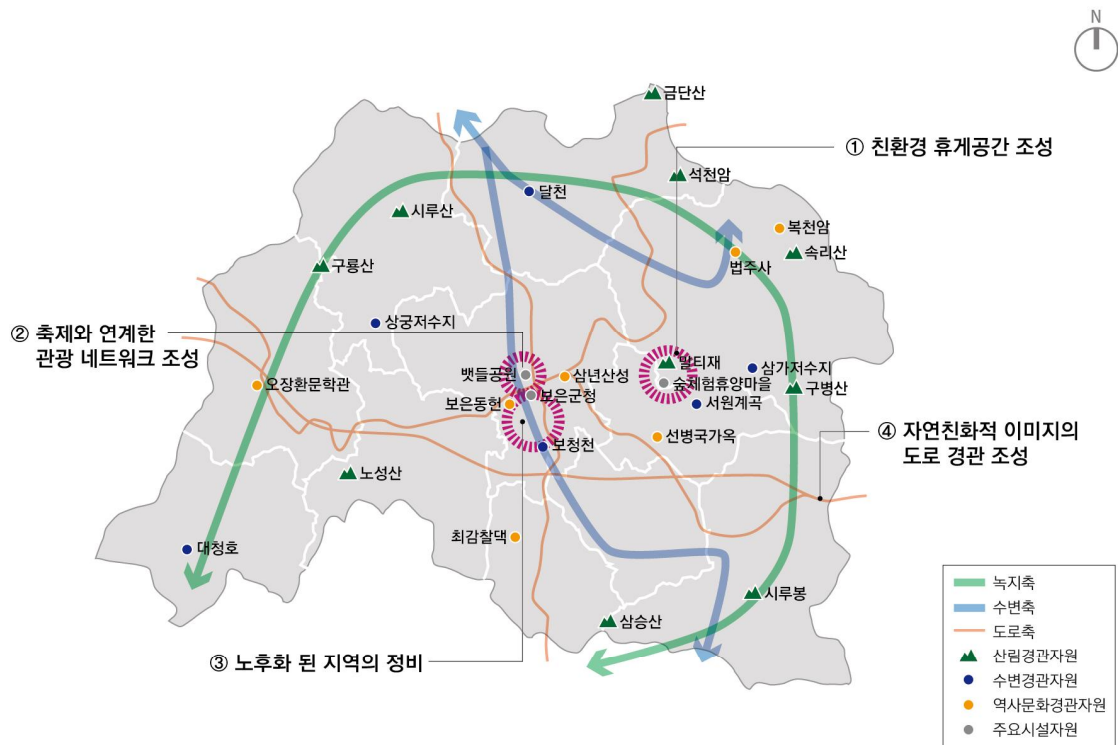 N
금단산
① 친환경 휴게공간 조성
석천암
달천
시루산
복천암
속리산
법주사
구룡산
상궁저수지
② 축제와 연계한
관광 네트워크 조성
말티재
삼가저수지
뱃들공원
삼년산성
숲체험휴양마을
구병산
오장환문학관
보은군청
보은동헌
서원계곡
선병국가옥
④ 자연친화적 이미지의
도로 경관 조성
보청천
노성산
최감찰댁
대청호
시루봉
삼승산
③ 노후화 된 지역의 정비
녹지축
수변축
도로축
산림경관자원
수변경관자원
역사문화경관자원
주요시설자원